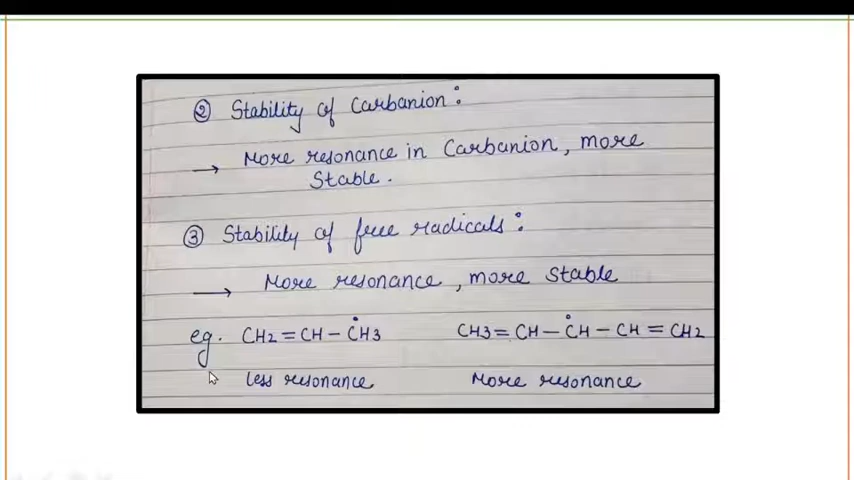 ② Stability of Carbanion:
→ More resonance in Carbanion, more
Stable.
③ Stability of free radicals:
→ More resonance, more stable
eg. CH2=CH-ĊH3 CH3=CH-ĊH-CH=CH2
less resonance More resonance